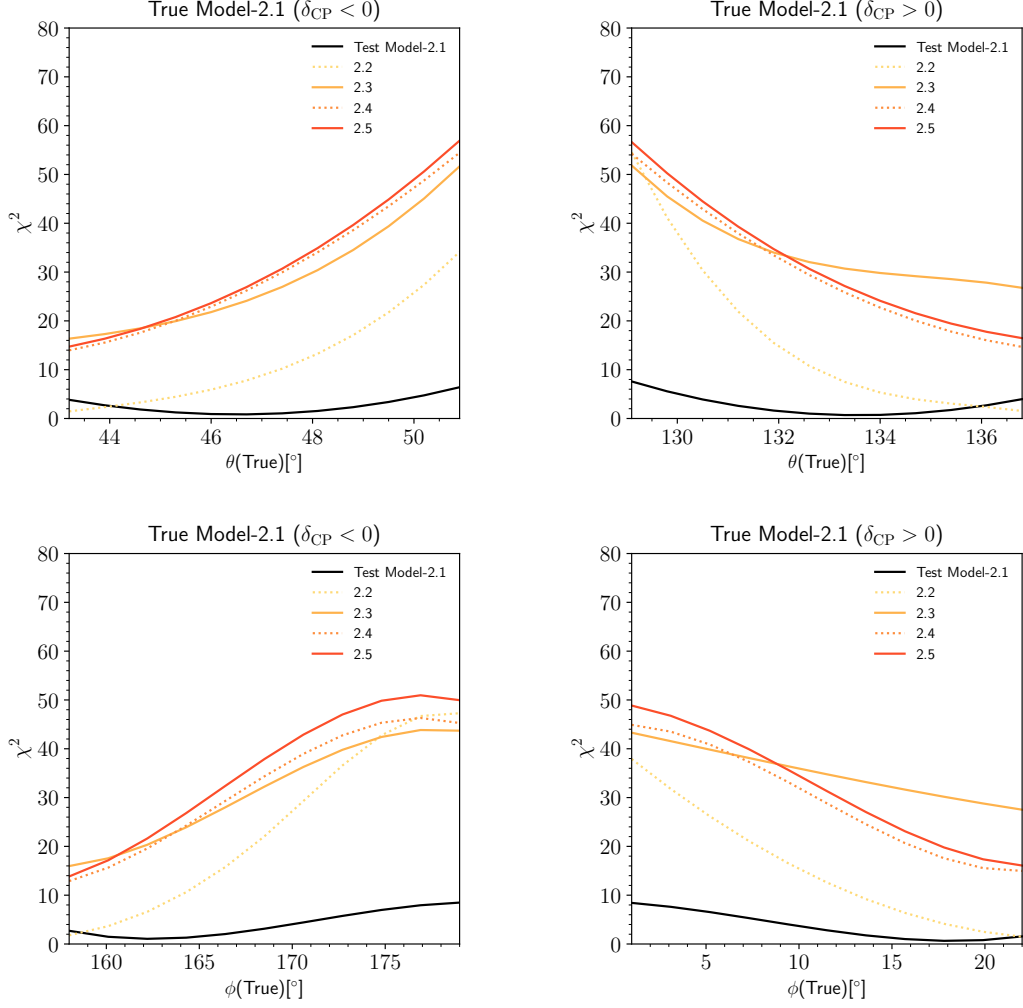 True Model-2.1 (δCP < 0)
80
70
60
50
40
30
20
10
0
χ²
Test Model-2.1
2.2
2.3
2.4
2.5
44 46 48 50
θ(True)[°]
True Model-2.1 (δCP > 0)
80
70
60
50
40
30
20
10
0
χ²
Test Model-2.1
2.2
2.3
2.4
2.5
130 132 134 136
θ(True)[°]
True Model-2.1 (δCP < 0)
80
70
60
50
40
30
20
10
0
χ²
Test Model-2.1
2.2
2.3
2.4
2.5
160 165 170 175
ϕ(True)[°]
True Model-2.1 (δCP > 0)
80
70
60
50
40
30
20
10
0
χ²
Test Model-2.1
2.2
2.3
2.4
2.5
5 10 15 20
ϕ(True)[°]